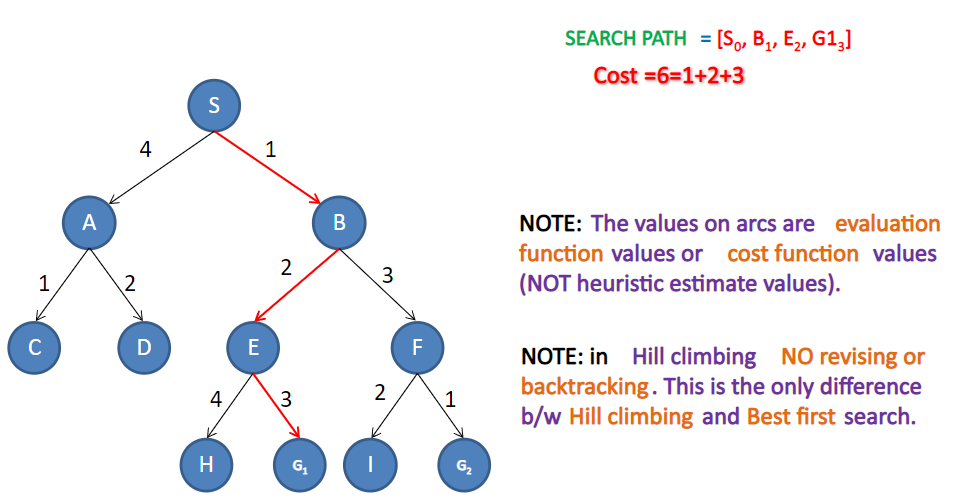 SEARCH PATH = [S₀, B₁, E₂, G1₃]
Cost =6=1+2+3
S
4
1
A
B
NOTE: The values on arcs are evaluation
function values or cost function values
(NOT heuristic estimate values).
1
2
2
3
C
D
E
F
NOTE: in Hill climbing NO revising or
backtracking. This is the only difference
b/w Hill climbing and Best first search.
4
3
2
1
H
G₁
I
G₂